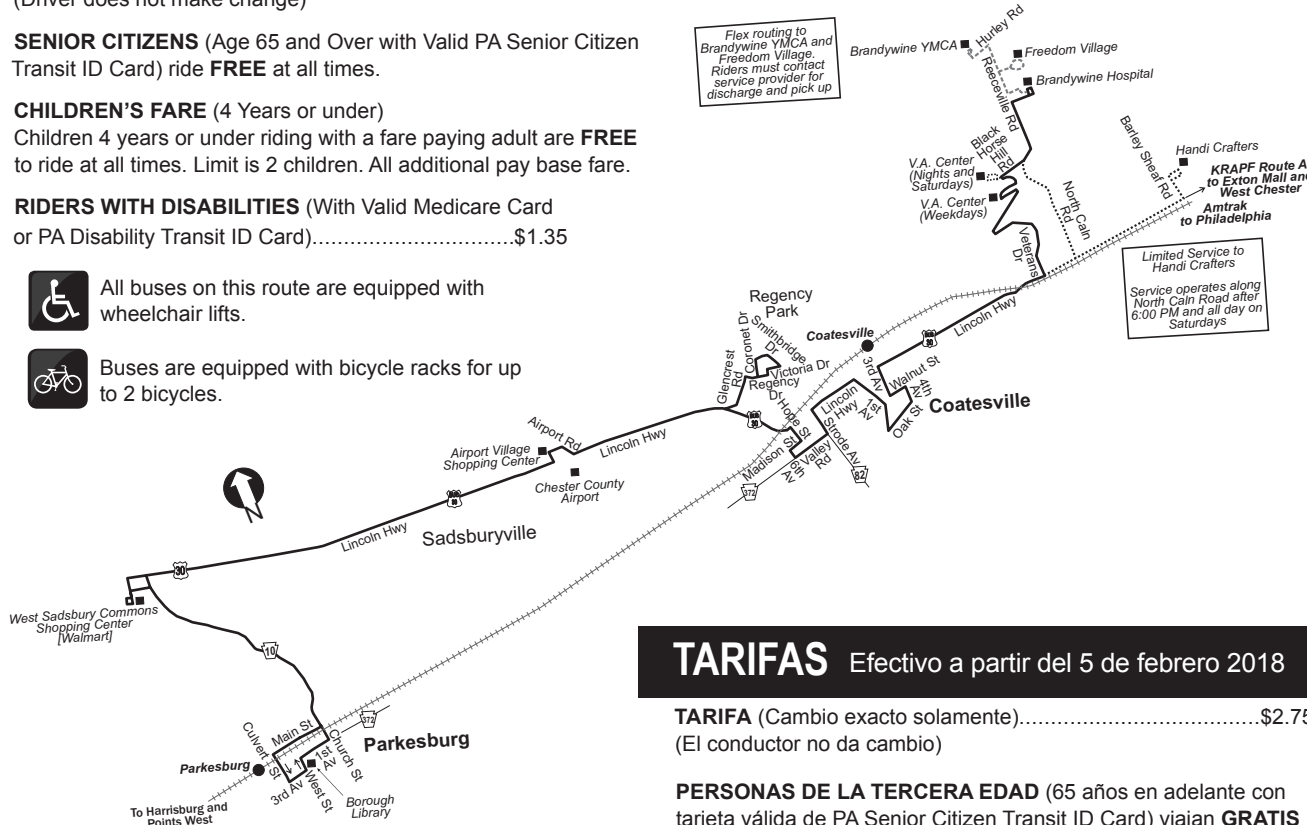 (Driver does not make change)
SENIOR CITIZENS (Age 65 and Over with Valid PA Senior Citizen
Transit ID Card) ride FREE at all times.
CHILDREN'S FARE (4 Years or under)
Children 4 years or under riding with a fare paying adult are FREE
to ride at all times. Limit is 2 children. All additional pay base fare.
RIDERS WITH DISABILITIES (With Valid Medicare Card
or PA Disability Transit ID Card)................................$1.35
All buses on this route are equipped with
wheelchair lifts.
Buses are equipped with bicycle racks for up
to 2 bicycles.
Flex routing to
Brandywine YMCA and
Freedom Village.
Riders must contact
service provider for
discharge and pick up
Brandywine YMCA
Hurley Rd
Freedom Village
Reeceville Rd
Brandywine Hospital
Black
Horse
Hill
Rd
V.A. Center
(Nights and
Saturdays)
V.A. Center
(Weekdays)
North Caln
Rd
Veterans
Dr
Barley Sheaf Rd
Handi Crafters
KRAPF Route A
to Exton Mall and
West Chester
Amtrak
to Philadelphia
Limited Service to
Handi Crafters
Service operates along
North Caln Road after
6:00 PM and all day on
Saturdays
Lincoln Hwy
30
Regency
Park
Coatesville
Smithbridge
Dr
Coronet Dr
Victoria Dr
Glencrest
Rd
Regency
Dr
3rd Av
Walnut St
4th
Av
Oak St
Coatesville
Lincoln
Hwy
1st
Av
Hope St
Strode Av
Madison St
Valley
Rd
6th
Av
30
372
82
Airport Rd
Lincoln Hwy
Airport Village
Shopping Center
Chester County
Airport
30
Lincoln Hwy
Sadsburyville
30
West Sadsbury Commons
Shopping Center
[Walmart]
10
372
Main St
Culvert
St
Church St
Parkesburg
Parkesburg
1st
Av
3rd Av
West St
Borough
Library
To Harrisburg and
Points West
TARIFAS Efectivo a partir del 5 de febrero 2018
TARIFA (Cambio exacto solamente)......................................$2.75
(El conductor no da cambio)
PERSONAS DE LA TERCERA EDAD (65 años en adelante con
tarjeta válida de PA Senior Citizen Transit ID Card) viajan GRATIS